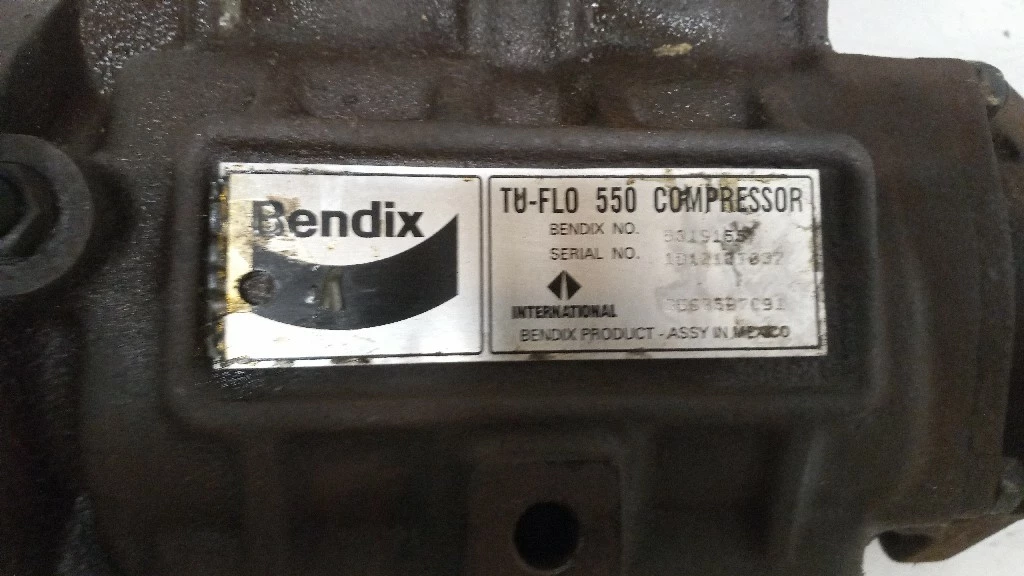 Bendix
TU-FLO 550 COMPRESSOR
BENDIX NO.
SERIAL NO.
INTERNATIONAL
BENDIX PRODUCT - ASSY IN MEXICO